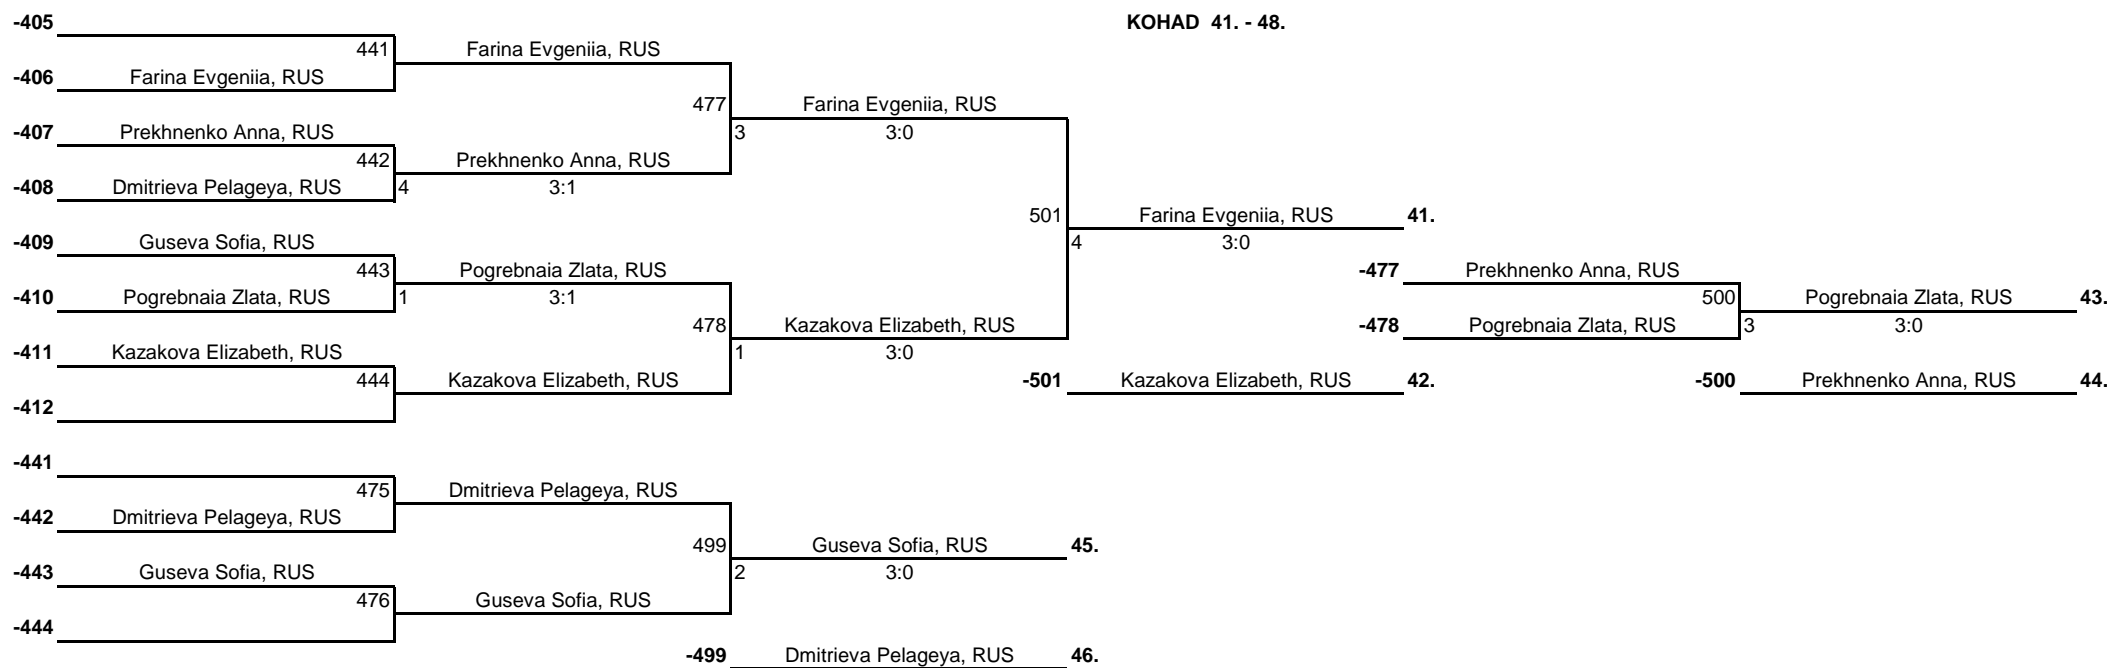 -405 KOHAD 41. - 48.
441 Farina Evgeniia, RUS
-406 Farina Evgeniia, RUS
477 Farina Evgeniia, RUS
-407 Prekhnenko Anna, RUS 3 3:0
442 Prekhnenko Anna, RUS
-408 Dmitrieva Pelageya, RUS 4 3:1
501 Farina Evgeniia, RUS 41.
-409 Guseva Sofia, RUS 4 3:0
443 Pogrebnaia Zlata, RUS -477 Prekhnenko Anna, RUS
-410 Pogrebnaia Zlata, RUS 1 3:1 500 Pogrebnaia Zlata, RUS 43.
478 Kazakova Elizabeth, RUS -478 Pogrebnaia Zlata, RUS 3 3:0
-411 Kazakova Elizabeth, RUS 1 3:0
444 Kazakova Elizabeth, RUS -501 Kazakova Elizabeth, RUS 42. -500 Prekhnenko Anna, RUS 44.
-412
-441
475 Dmitrieva Pelageya, RUS
-442 Dmitrieva Pelageya, RUS
499 Guseva Sofia, RUS 45.
-443 Guseva Sofia, RUS 2 3:0
476 Guseva Sofia, RUS
-444
-499 Dmitrieva Pelageya, RUS 46.